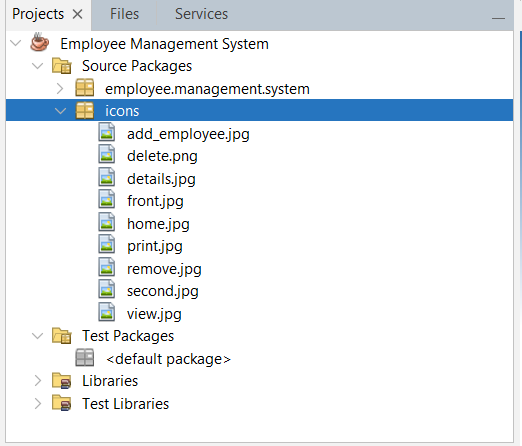 Projects Files Services
Employee Management System
Source Packages
employee.management.system
icons
add_employee.jpg
delete.png
details.jpg
front.jpg
home.jpg
print.jpg
remove.jpg
second.jpg
view.jpg
Test Packages
<default package>
Libraries
Test Libraries